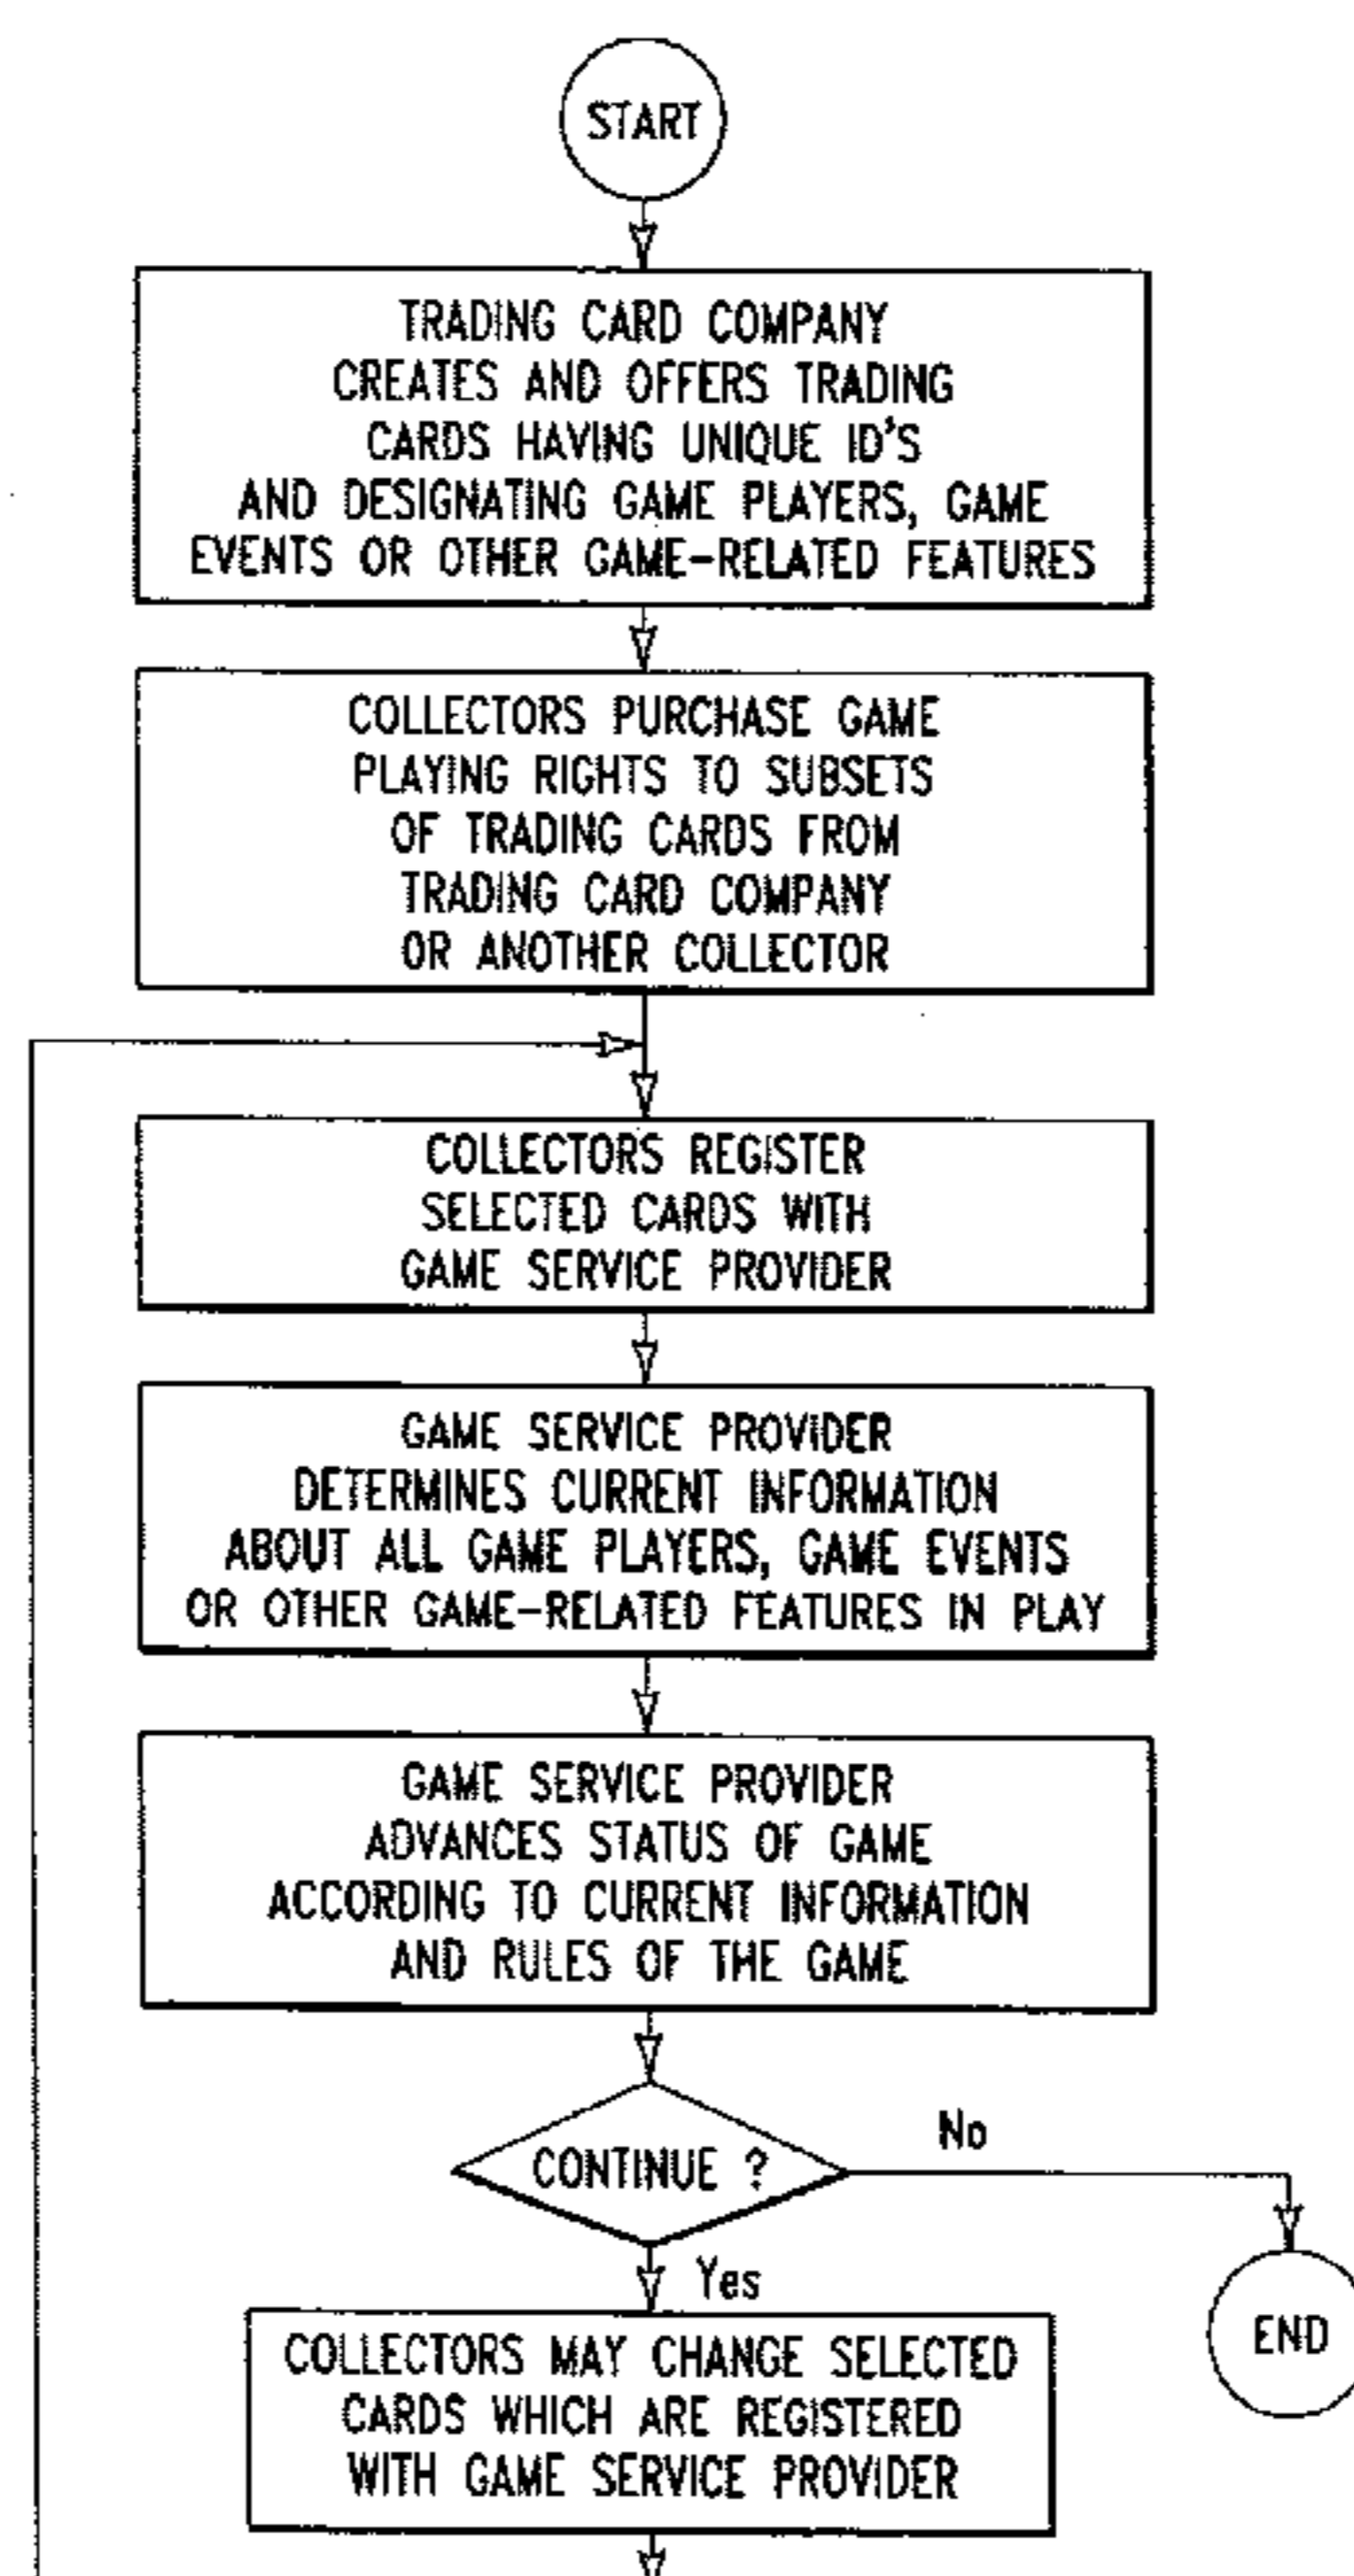 START
TRADING CARD COMPANY
CREATES AND OFFERS TRADING
CARDS HAVING UNIQUE ID'S
AND DESIGNATING GAME PLAYERS, GAME
EVENTS OR OTHER GAME-RELATED FEATURES
COLLECTORS PURCHASE GAME
PLAYING RIGHTS TO SUBSETS
OF TRADING CARDS FROM
TRADING CARD COMPANY
OR ANOTHER COLLECTOR
COLLECTORS REGISTER
SELECTED CARDS WITH
GAME SERVICE PROVIDER
GAME SERVICE PROVIDER
DETERMINES CURRENT INFORMATION
ABOUT ALL GAME PLAYERS, GAME EVENTS
OR OTHER GAME-RELATED FEATURES IN PLAY
GAME SERVICE PROVIDER
ADVANCES STATUS OF GAME
ACCORDING TO CURRENT INFORMATION
AND RULES OF THE GAME
CONTINUE ?
No
Yes
END
COLLECTORS MAY CHANGE SELECTED
CARDS WHICH ARE REGISTERED
WITH GAME SERVICE PROVIDER